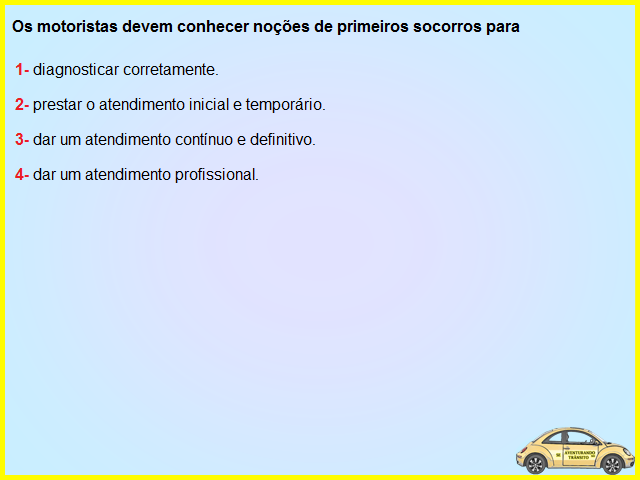 Os motoristas devem conhecer noções de primeiros socorros para
1- diagnosticar corretamente.
2- prestar o atendimento inicial e temporário.
3- dar um atendimento contínuo e definitivo.
4- dar um atendimento profissional.
AVENTURANDO
TRÂNSITO